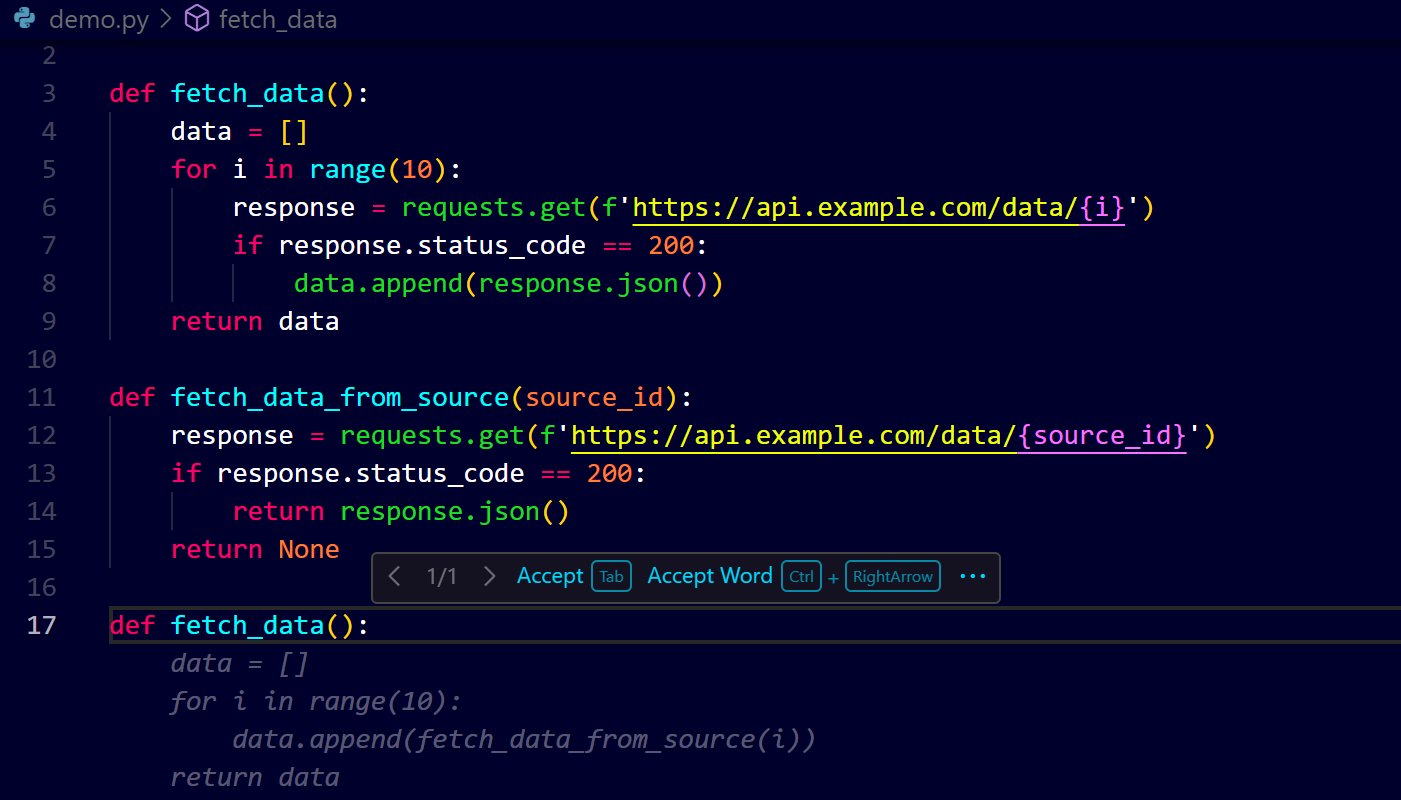 demo.py > fetch_data
2
3 def fetch_data():
4     data = []
5     for i in range(10):
6         response = requests.get(f'https://api.example.com/data/{i}')
7         if response.status_code == 200:
8             data.append(response.json())
9     return data
10
11 def fetch_data_from_source(source_id):
12     response = requests.get(f'https://api.example.com/data/{source_id}')
13     if response.status_code == 200:
14         return response.json()
15     return None
< 1/1 > Accept Tab Accept Word Ctrl + RightArrow ...
16
17 def fetch_data():
    data = []
    for i in range(10):
        data.append(fetch_data_from_source(i))
    return data